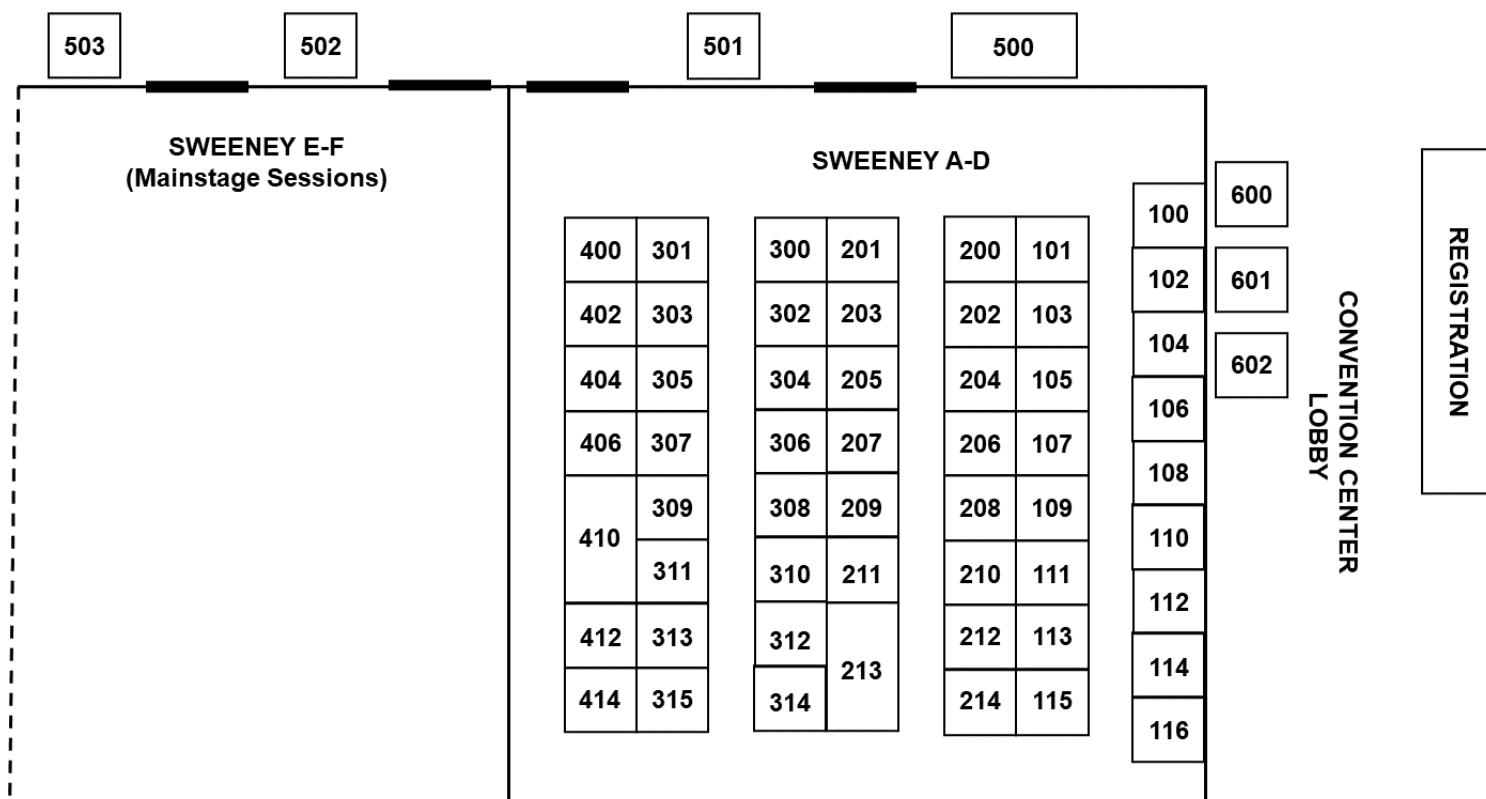 503 502 501 500
SWEENEY E-F
(Mainstage Sessions)
SWEENEY A-D
400 301 300 201 200 101
402 303 302 203 202 103
404 305 304 205 204 105
406 307 306 207 206 107
410 309 308 209 208 109
311 310 211 210 111
412 313 312 213 212 113
414 315 314 214 115
100
102
104
106
108
110
112
114
116
600
601
602
CONVENTION CENTER
LOBBY
REGISTRATION